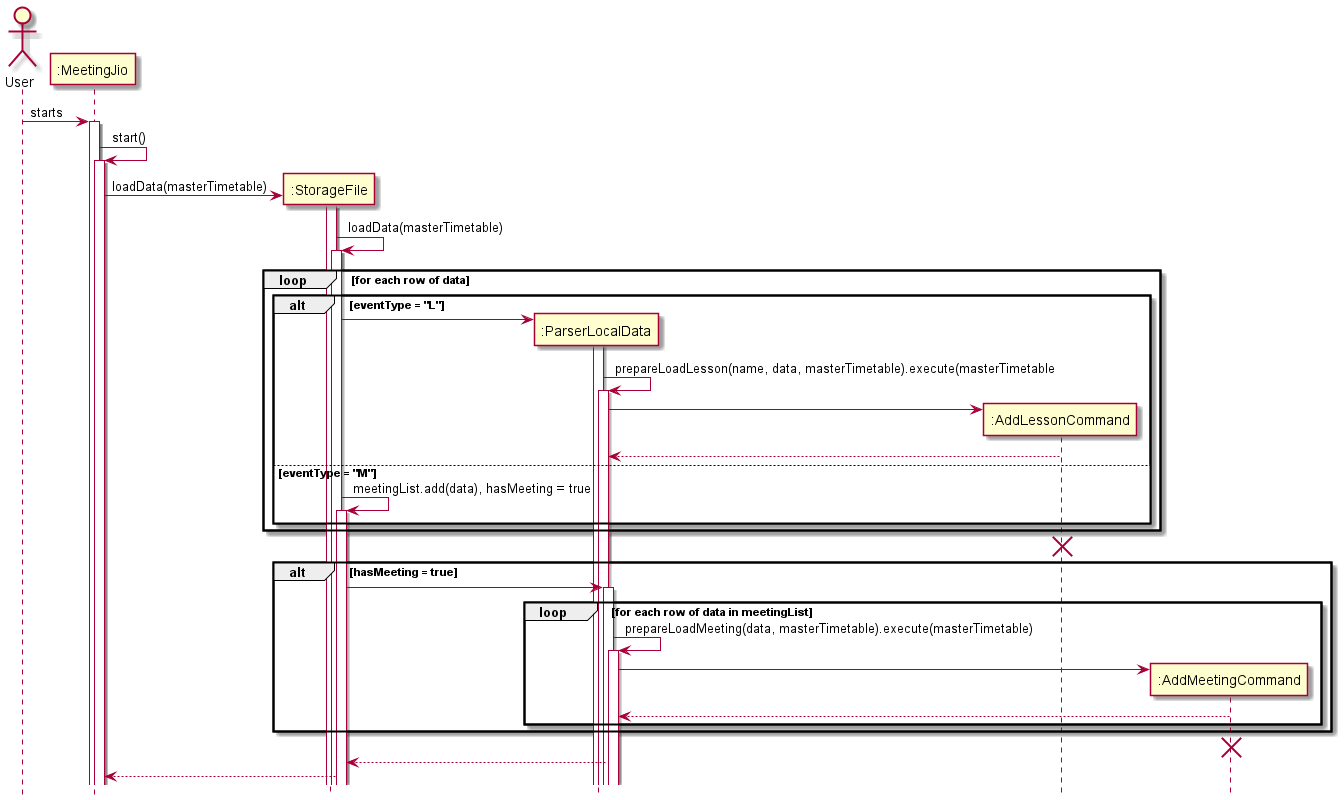 User
:MeetingJio
starts
start()
loadData(masterTimetable)
:StorageFile
loadData(masterTimetable)
loop
[for each row of data]
alt
[eventType = "L"]
:ParserLocalData
prepareLoadLesson(name, data, masterTimetable).execute(masterTimetable
:AddLessonCommand
[eventType = "M"]
meetingList.add(data), hasMeeting = true
alt
[hasMeeting = true]
loop
[for each row of data in meetingList]
prepareLoadMeeting(data, masterTimetable).execute(masterTimetable)
:AddMeetingCommand